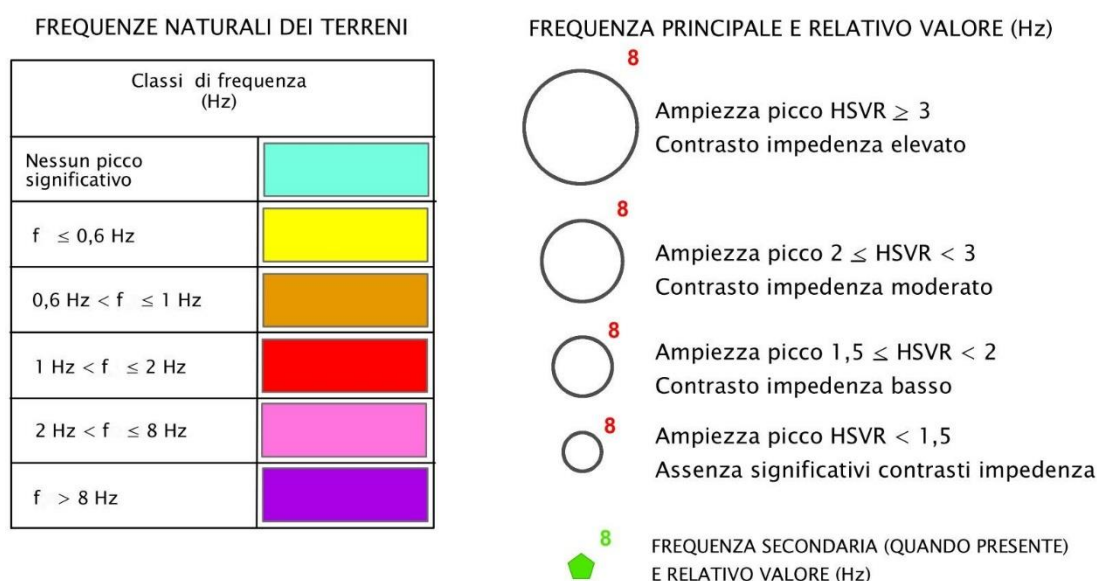 FREQUENZE NATURALI DEI TERRENI
Classi di frequenza
(Hz)
Nessun picco
significativo
f ≤ 0,6 Hz
0,6 Hz < f ≤ 1 Hz
1 Hz < f ≤ 2 Hz
2 Hz < f ≤ 8 Hz
f > 8 Hz
FREQUENZA PRINCIPALE E RELATIVO VALORE (Hz)
8
Ampiezza picco HSVR ≥ 3
Contrasto impedenza elevato
8
Ampiezza picco 2 ≤ HSVR < 3
Contrasto impedenza moderato
8
Ampiezza picco 1,5 ≤ HSVR < 2
Contrasto impedenza basso
8
Ampiezza picco HSVR < 1,5
Assenza significativi contrasti impedenza
8
FREQUENZA SECONDARIA (QUANDO PRESENTE)
E RELATIVO VALORE (Hz)